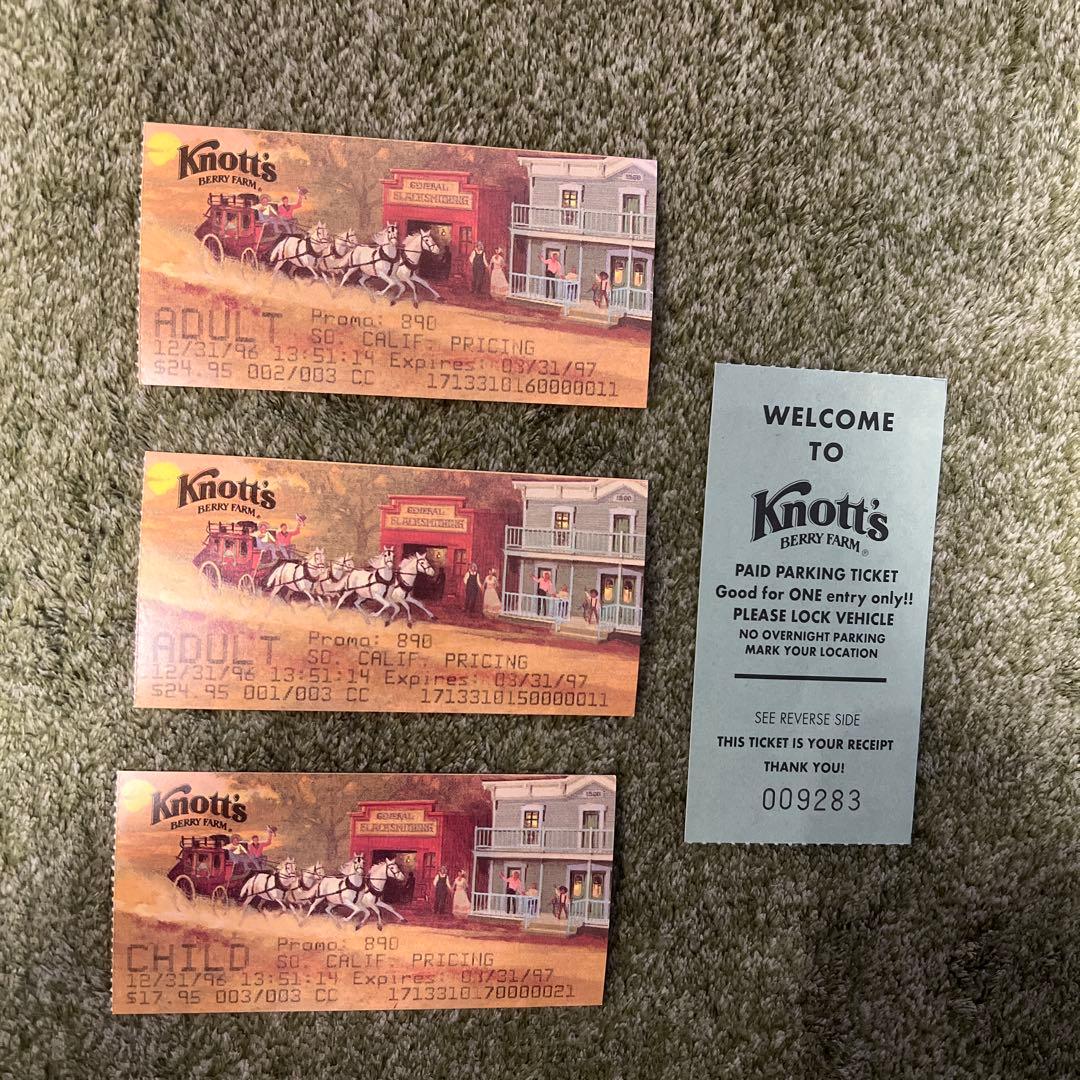 Knott's
BERRY FARM®
GENERAL
BLACKSMITHING
1500
ADULT Promo: 890
SO. CALIF. PRICING
12/31/96 13:51:14 Expires: 03/31/97
$24.95 002/003 CC 1713310160000011
Knott's
BERRY FARM®
GENERAL
BLACKSMITHING
1500
ADULT Promo: 890
SO. CALIF. PRICING
12/31/96 13:51:14 Expires: 03/31/97
$24.95 001/003 CC 1713310150000011
Knott's
BERRY FARM®
GENERAL
BLACKSMITHING
1500
CHILD Promo: 890
SO. CALIF. PRICING
12/31/96 13:51:14 Expires: 03/31/97
$17.95 003/003 CC 1713310170000021
WELCOME
TO
Knott's
BERRY FARM®
PAID PARKING TICKET
Good for ONE entry only!!
PLEASE LOCK VEHICLE
NO OVERNIGHT PARKING
MARK YOUR LOCATION
SEE REVERSE SIDE
THIS TICKET IS YOUR RECEIPT
THANK YOU!
009283